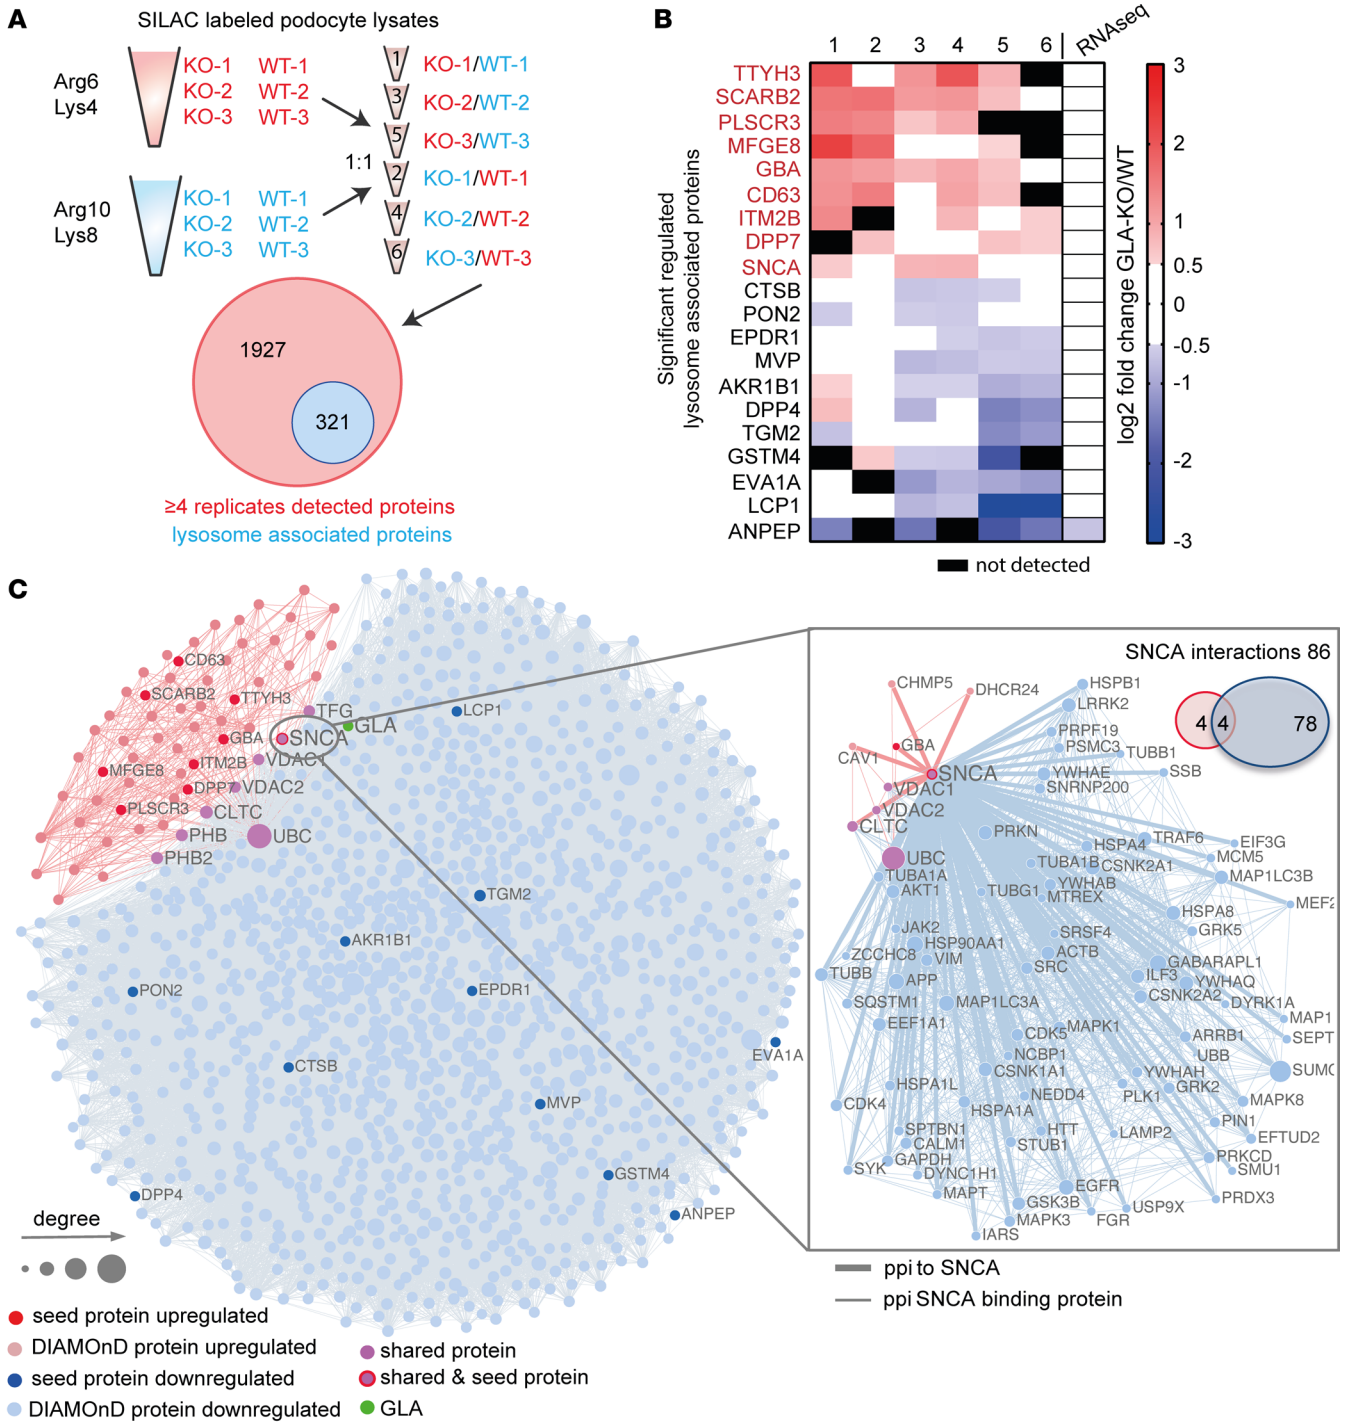 A
SILAC labeled podocyte lysates
Arg6
Lys4
KO-1 WT-1
KO-2 WT-2
KO-3 WT-3
Arg10
Lys8
KO-1 WT-1
KO-2 WT-2
KO-3 WT-3
1:1
1 KO-1/WT-1
3 KO-2/WT-2
5 KO-3/WT-3
2 KO-1/WT-1
4 KO-2/WT-2
6 KO-3/WT-3
1927
321
≥4 replicates detected proteins
lysosome associated proteins
B
1 2 3 4 5 6 RNAseq
Significant regulated
lysosome associated proteins
TTYH3
SCARB2
PLSCR3
MFGE8
GBA
CD63
ITM2B
DPP7
SNCA
CTSB
PON2
EPDR1
MVP
AKR1B1
DPP4
TGM2
GSTM4
EVA1A
LCP1
ANPEP
not detected
log2 fold change GLA-KO/WT
3
2
1
0.5
0
-0.5
-1
-2
-3
C
CD63
SCARB2
TTYH3
TFG
GLA
LCP1
GBA
SNCA
MFGE8
ITM2B
VDAC1
DPP7
VDAC2
PLSCR3
CLTC
PHB
UBC
PHB2
TGM2
AKR1B1
PON2
EPDR1
EVA1A
CTSB
MVP
GSTM4
DPP4
ANPEP
degree
seed protein upregulated
DIAMOnD protein upregulated
seed protein downregulated
DIAMOnD protein downregulated
shared protein
shared & seed protein
GLA
SNCA interactions 86
4 4 78
CHMP5
DHCR24
HSPB1
LRRK2
PRPF19
PSMC3
TUBB1
CAV1
GBA
SNCA
YWHAE
SSB
VDAC1
SNRNP200
VDAC2
CLTC
PRKN
HSPA4
TRAF6
EIF3G
UBC
TUBA1B
CSNK2A1
MCM5
TUBA1A
MAP1LC3B
AKT1
TUBG1
YWHAB
MTREX
MEF2
HSPA8
GRK5
JAK2
HSP90AA1
SRSF4
ZCCHC8
VIM
ACTB
GABARAPL1
TUBB
APP
SRC
ILF3
YWHAQ
SQSTM1
MAP1LC3A
CSNK2A2
DYRK1A
EEF1A1
CDK5
MAPK1
MAP1
ARRB1
SEPT
NCBP1
UBB
CSNK1A1
YWHAH
SUMO
HSPA1L
NEDD4
PLK1
GRK2
CDK4
HSPA1A
MAPK8
SPTBN1
HTT
LAMP2
PIN1
CALM1
STUB1
EFTUD2
GAPDH
PRKCD
SYK
DYNC1H1
SMU1
MAPT
EGFR
GSK3B
USP9X
PRDX3
MAPK3
FGR
IARS
ppi to SNCA
ppi SNCA binding protein